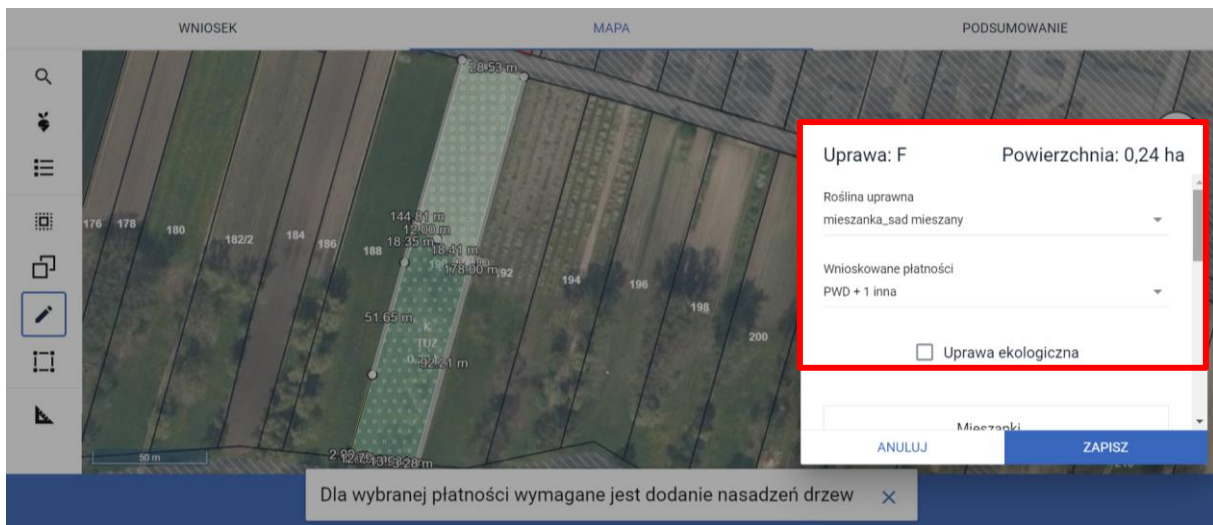 WNIOSEK
MAPA
PODSUMOWANIE
28.53 m
Uprawa: F
Powierzchnia: 0,24 ha
Roślina uprawna
mieszanka_sad mieszany
Wnioskowane płatności
PWD + 1 inna
Uprawa ekologiczna
Mieszanki
ANULUJ
ZAPISZ
176
178
180
182/2
184
186
188
144.81 m
12.00 m
18.35 m
18.41 m
178.00 m
192
194
196
198
200
51.65 m
k
TUZ
92.21 m
50 m
Dla wybranej płatności wymagane jest dodanie nasadzeń drzew